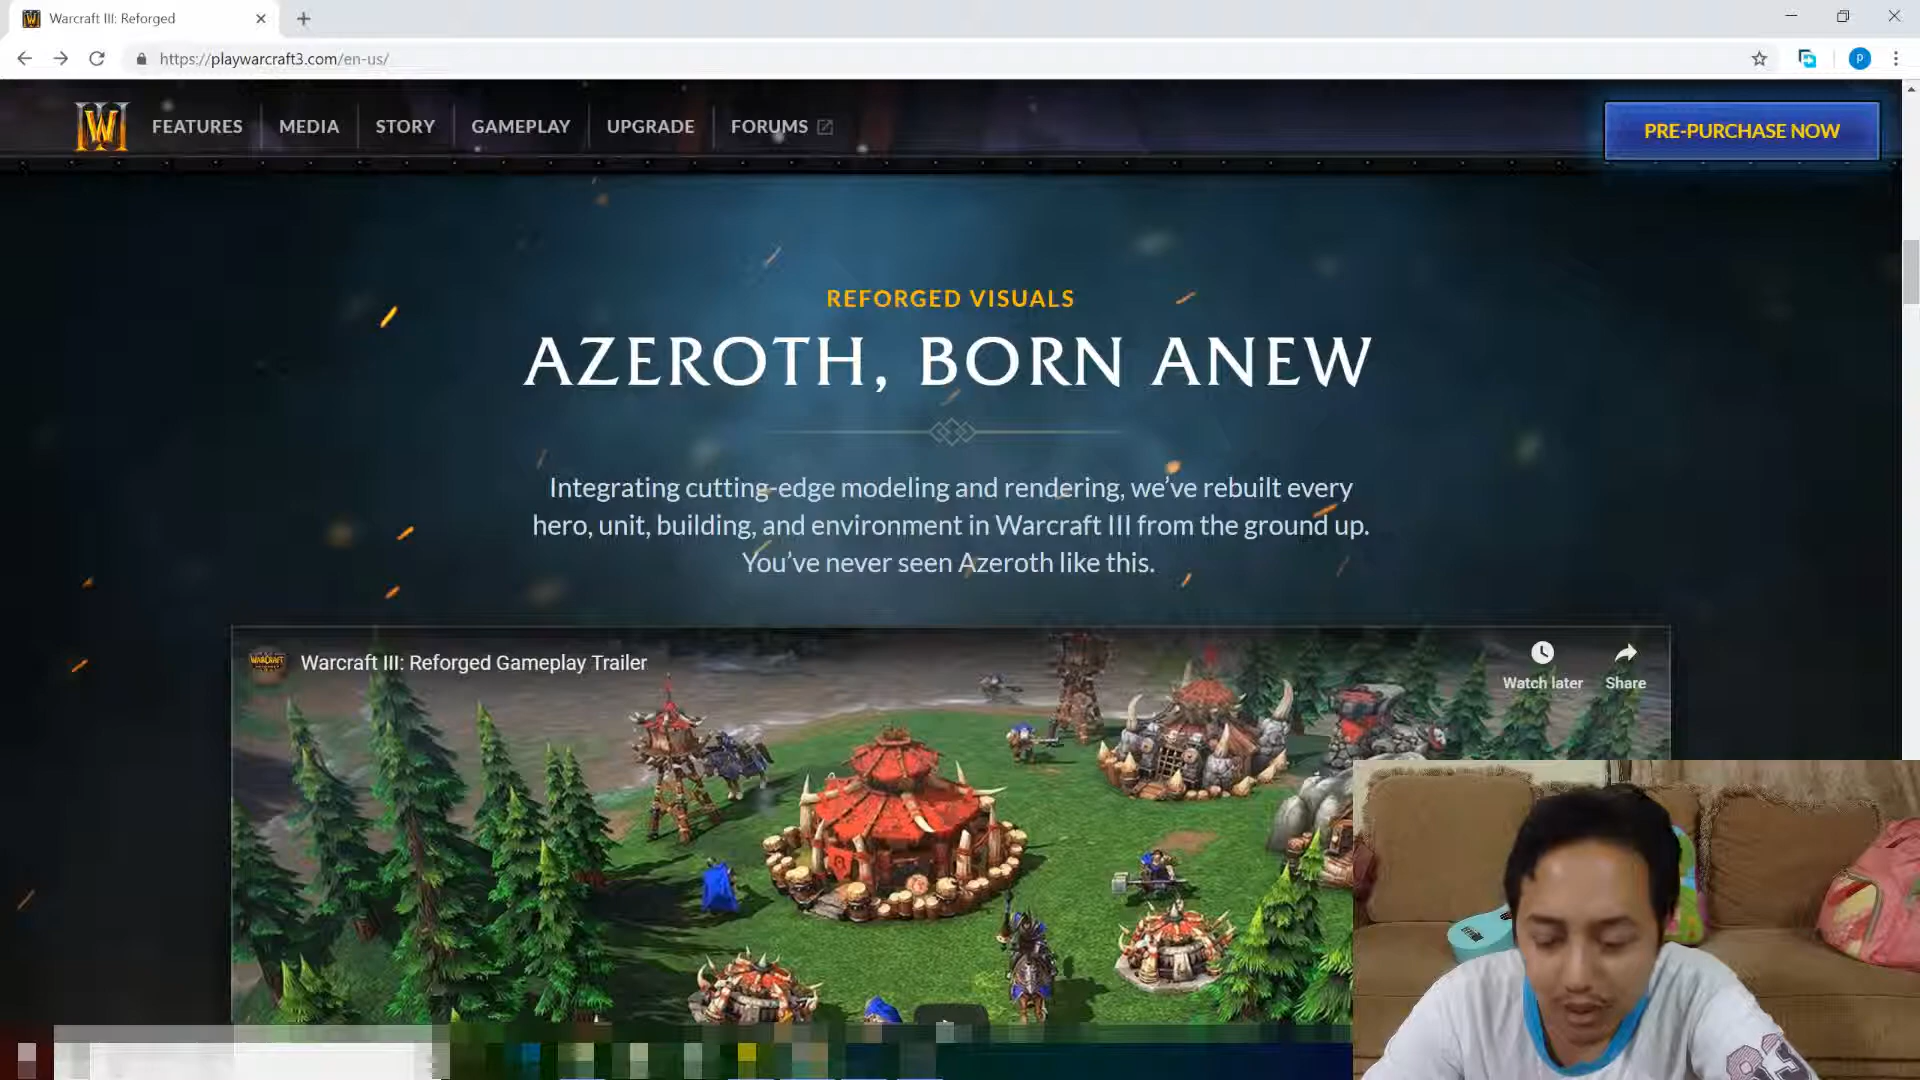 Warcraft III: Reforged
https://playwarcraft3.com/en-us/
P
FEATURES
MEDIA
STORY
GAMEPLAY
UPGRADE
FORUMS
PRE-PURCHASE NOW
REFORGED VISUALS
AZEROTH, BORN ANEW
Integrating cutting-edge modeling and rendering, we’ve rebuilt every
hero, unit, building, and environment in Warcraft III from the ground up.
You’ve never seen Azeroth like this.
Warcraft III: Reforged Gameplay Trailer
Watch later
Share